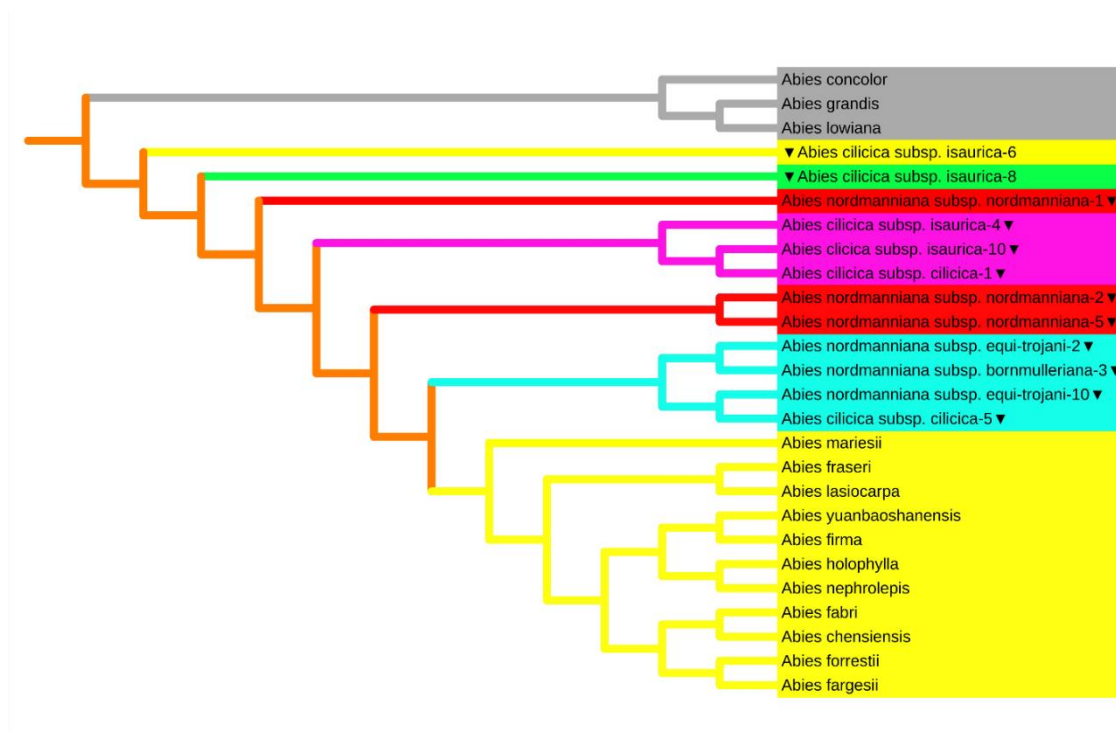 Abies concolor
Abies grandis
Abies lowiana
▼Abies cilicica subsp. isaurica-6
▼Abies cilicica subsp. isaurica-8
Abies nordmanniana subsp. nordmanniana-1▼
Abies cilicica subsp. isaurica-4▼
Abies clicica subsp. isaurica-10▼
Abies cilicica subsp. cilicica-1▼
Abies nordmanniana subsp. nordmanniana-2▼
Abies nordmanniana subsp. nordmanniana-5▼
Abies nordmanniana subsp. equi-trojani-2▼
Abies nordmanniana subsp. bornmulleriana-3▼
Abies nordmanniana subsp. equi-trojani-10▼
Abies cilicica subsp. cilicica-5▼
Abies mariesii
Abies fraseri
Abies lasiocarpa
Abies yuanbaoshanensis
Abies firma
Abies holophylla
Abies nephrolepis
Abies fabri
Abies chensiensis
Abies forrestii
Abies fargesii